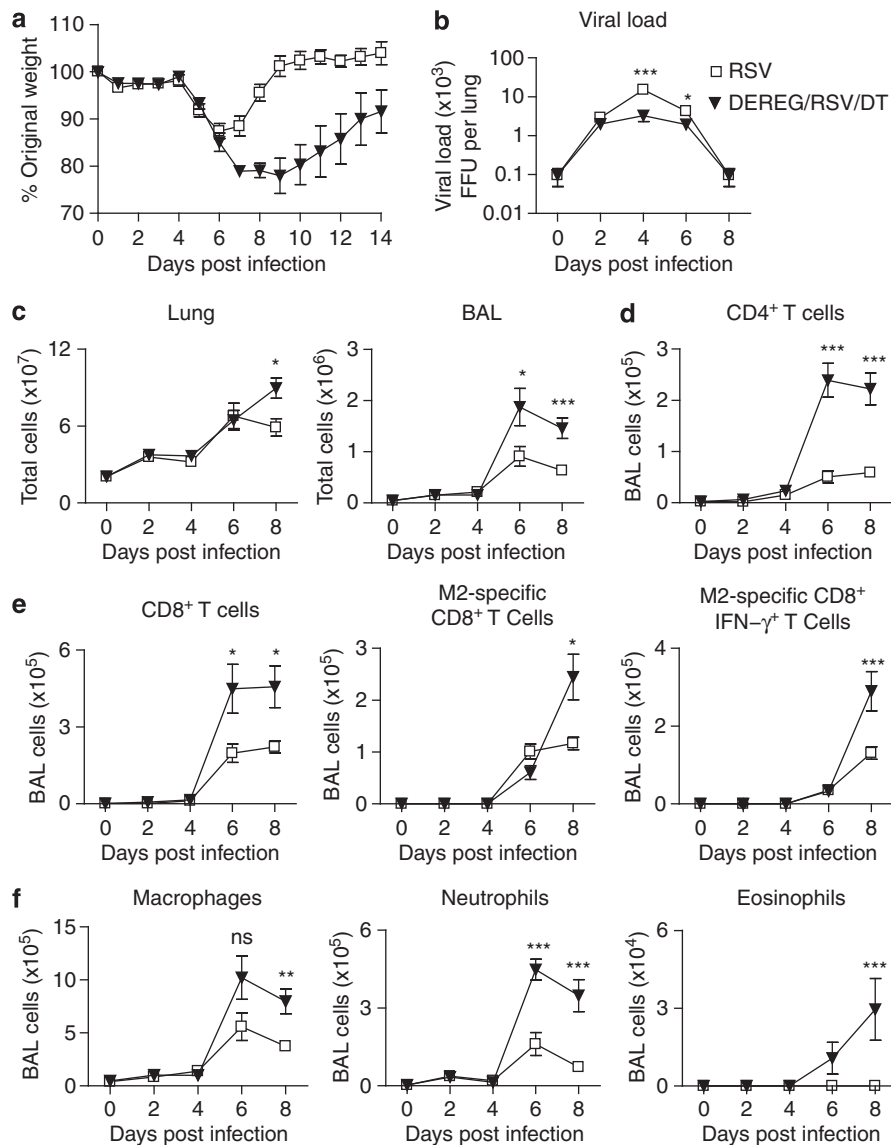 a
110
100
90
80
70
% Original weight
0 2 4 6 8 10 12 14
Days post infection
b
Viral load
100
10
1
0.1
0.01
Viral load (x10³)
FFU per lung
*** *
0 2 4 6 8
Days post infection
RSV
DEREG/RSV/DT
c
Lung
12
6
0
Total cells (x10⁷)
*
0 2 4 6 8
Days post infection
BAL
3
2
1
0
Total cells (x10⁶)
* ***
0 2 4 6 8
Days post infection
d
CD4⁺ T cells
3
2
1
0
BAL cells (x10⁵)
*** ***
0 2 4 6 8
Days post infection
e
CD8⁺ T cells
6
3
0
BAL cells (x10⁵)
* *
0 2 4 6 8
Days post infection
M2-specific
CD8⁺ T Cells
3
2
1
0
BAL cells (x10⁵)
*
0 2 4 6 8
Days post infection
M2-specific CD8⁺
IFN–γ⁺ T Cells
4
2
0
BAL cells (x10⁵)
***
0 2 4 6 8
Days post infection
f
Macrophages
15
10
5
0
BAL cells (x10⁵)
ns **
0 2 4 6 8
Days post infection
Neutrophils
6
3
0
BAL cells (x10⁵)
*** ***
0 2 4 6 8
Days post infection
Eosinophils
6
4
2
0
BAL cells (x10⁴)
***
0 2 4 6 8
Days post infection